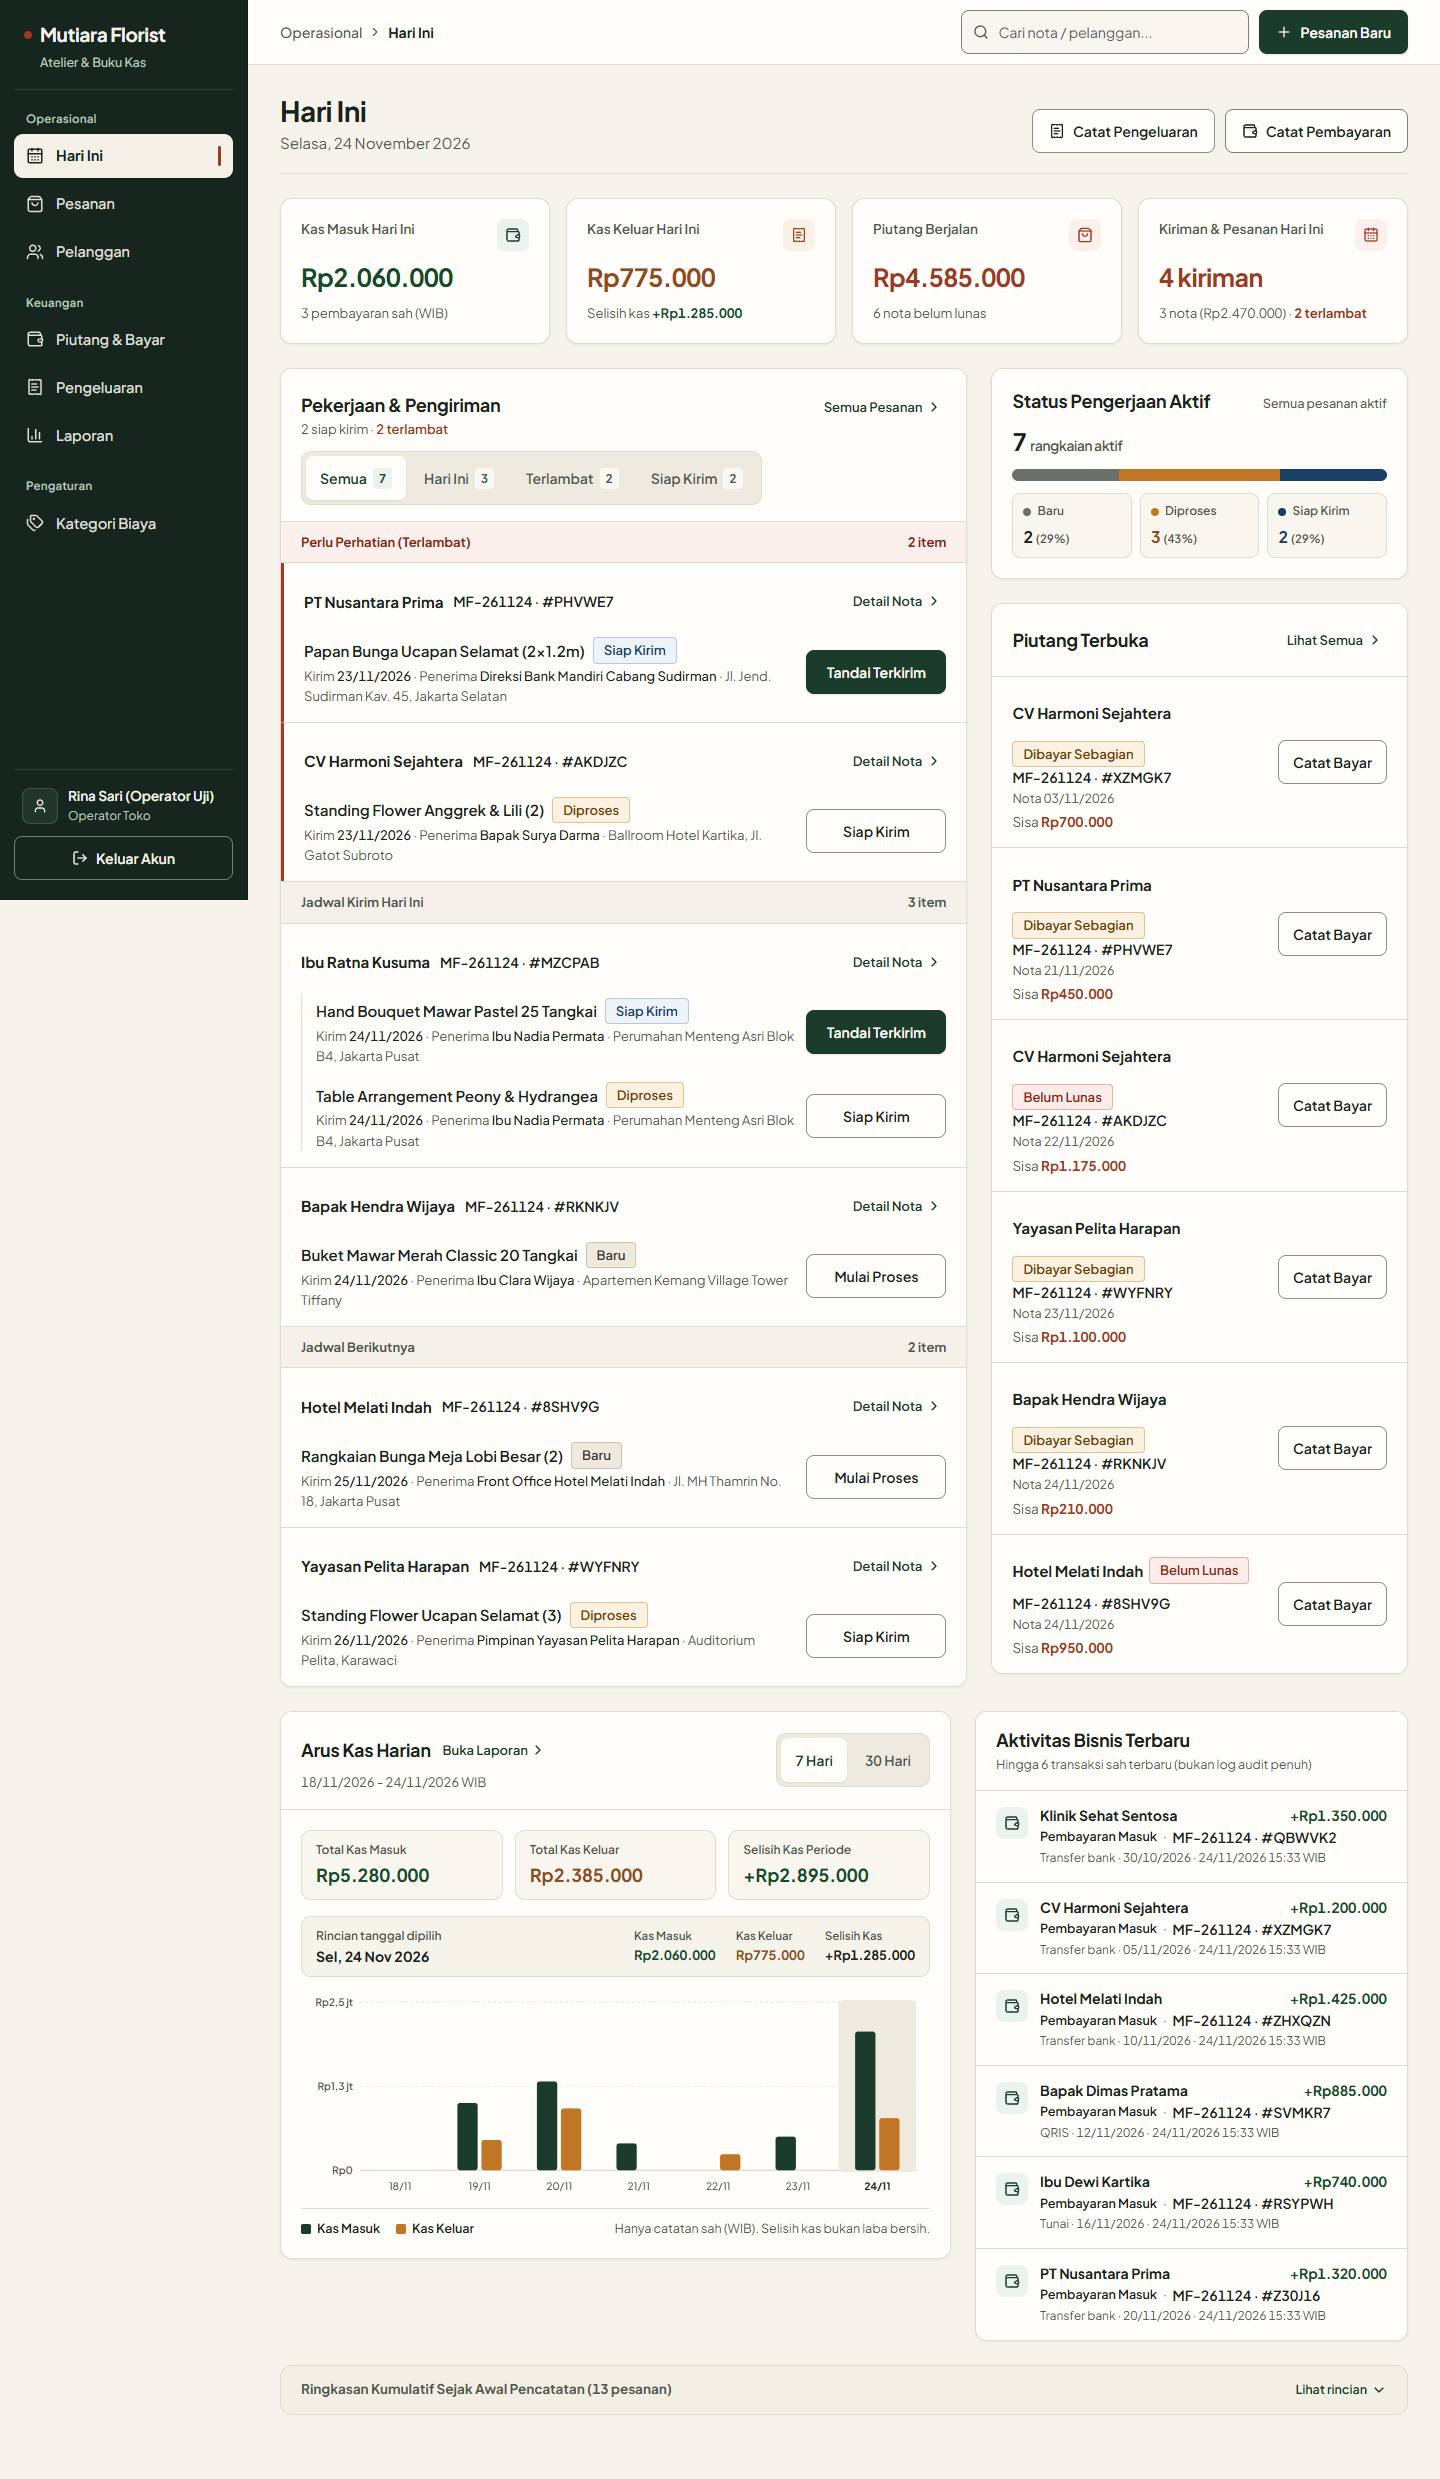 Mutiara Florist
Atelier & Buku Kas
Operasional
Hari Ini
Pesanan
Pelanggan
Keuangan
Piutang & Bayar
Pengeluaran
Laporan
Pengaturan
Kategori Biaya
Rina Sari (Operator Uji)
Operator Toko
Keluar Akun
Operasional > Hari Ini
Cari nota / pelanggan...
Pesanan Baru
Hari Ini
Selasa, 24 November 2026
Catat Pengeluaran
Catat Pembayaran
Kas Masuk Hari Ini
Rp2.060.000
3 pembayaran sah (WIB)
Kas Keluar Hari Ini
Rp775.000
Selisih kas +Rp1.285.000
Piutang Berjalan
Rp4.585.000
6 nota belum lunas
Kiriman & Pesanan Hari Ini
4 kiriman
3 nota (Rp2.470.000) · 2 terlambat
Pekerjaan & Pengiriman
2 siap kirim · 2 terlambat
Semua Pesanan
Semua 7
Hari Ini 3
Terlambat 2
Siap Kirim 2
Perlu Perhatian (Terlambat) 2 item
PT Nusantara Prima MF-261124 · #PHVWE7 Detail Nota
Papan Bunga Ucapan Selamat (2×1.2m) Siap Kirim
Kirim 23/11/2026 · Penerima Direksi Bank Mandiri Cabang Sudirman · Jl. Jend.
Sudirman Kav. 45, Jakarta Selatan
Tandai Terkirim
CV Harmoni Sejahtera MF-261124 · #AKDJZC Detail Nota
Standing Flower Anggrek & Lili (2) Diproses
Kirim 23/11/2026 · Penerima Bapak Surya Darma · Ballroom Hotel Kartika, Jl.
Gatot Subroto
Siap Kirim
Jadwal Kirim Hari Ini 3 item
Ibu Ratna Kusuma MF-261124 · #MZCPAB Detail Nota
Hand Bouquet Mawar Pastel 25 Tangkai Siap Kirim
Kirim 24/11/2026 · Penerima Ibu Nadia Permata · Perumahan Menteng Asri Blok
B4, Jakarta Pusat
Tandai Terkirim
Table Arrangement Peony & Hydrangea Diproses
Kirim 24/11/2026 · Penerima Ibu Nadia Permata · Perumahan Menteng Asri Blok
B4, Jakarta Pusat
Siap Kirim
Bapak Hendra Wijaya MF-261124 · #RKNKJV Detail Nota
Buket Mawar Merah Classic 20 Tangkai Baru
Kirim 24/11/2026 · Penerima Ibu Clara Wijaya · Apartemen Kemang Village Tower
Tiffany
Mulai Proses
Jadwal Berikutnya 2 item
Hotel Melati Indah MF-261124 · #8SHV9G Detail Nota
Rangkaian Bunga Meja Lobi Besar (2) Baru
Kirim 25/11/2026 · Penerima Front Office Hotel Melati Indah · Jl. MH Thamrin No.
18, Jakarta Pusat
Mulai Proses
Yayasan Pelita Harapan MF-261124 · #WYFNRY Detail Nota
Standing Flower Ucapan Selamat (3) Diproses
Kirim 26/11/2026 · Penerima Pimpinan Yayasan Pelita Harapan · Auditorium
Pelita, Karawaci
Siap Kirim
Status Pengerjaan Aktif
Semua pesanan aktif
7 rangkaian aktif
Baru
2 (29%)
Diproses
3 (43%)
Siap Kirim
2 (29%)
Piutang Terbuka
Lihat Semua
CV Harmoni Sejahtera
Dibayar Sebagian
MF-261124 · #XZMGK7
Nota 03/11/2026
Sisa Rp700.000
Catat Bayar
PT Nusantara Prima
Dibayar Sebagian
MF-261124 · #PHVWE7
Nota 21/11/2026
Sisa Rp450.000
Catat Bayar
CV Harmoni Sejahtera
Belum Lunas
MF-261124 · #AKDJZC
Nota 22/11/2026
Sisa Rp1.175.000
Catat Bayar
Yayasan Pelita Harapan
Dibayar Sebagian
MF-261124 · #WYFNRY
Nota 23/11/2026
Sisa Rp1.100.000
Catat Bayar
Bapak Hendra Wijaya
Dibayar Sebagian
MF-261124 · #RKNKJV
Nota 24/11/2026
Sisa Rp210.000
Catat Bayar
Hotel Melati Indah Belum Lunas
MF-261124 · #8SHV9G
Nota 24/11/2026
Sisa Rp950.000
Catat Bayar
Arus Kas Harian Buka Laporan
18/11/2026 - 24/11/2026 WIB
7 Hari
30 Hari
Total Kas Masuk
Rp5.280.000
Total Kas Keluar
Rp2.385.000
Selisih Kas Periode
+Rp2.895.000
Rincian tanggal dipilih
Sel, 24 Nov 2026
Kas Masuk
Rp2.060.000
Kas Keluar
Rp775.000
Selisih Kas
+Rp1.285.000
Rp2,5 jt
Rp1,3 jt
Rp0
18/11 19/11 20/11 21/11 22/11 23/11 24/11
Kas Masuk
Kas Keluar
Hanya catatan sah (WIB). Selisih kas bukan laba bersih.
Aktivitas Bisnis Terbaru
Hingga 6 transaksi sah terbaru (bukan log audit penuh)
Klinik Sehat Sentosa +Rp1.350.000
Pembayaran Masuk · MF-261124 · #QBWVK2
Transfer bank · 30/10/2026 · 24/11/2026 15:33 WIB
CV Harmoni Sejahtera +Rp1.200.000
Pembayaran Masuk · MF-261124 · #XZMGK7
Transfer bank · 05/11/2026 · 24/11/2026 15:33 WIB
Hotel Melati Indah +Rp1.425.000
Pembayaran Masuk · MF-261124 · #ZHXQZN
Transfer bank · 10/11/2026 · 24/11/2026 15:33 WIB
Bapak Dimas Pratama +Rp885.000
Pembayaran Masuk · MF-261124 · #SVMKR7
QRIS · 12/11/2026 · 24/11/2026 15:33 WIB
Ibu Dewi Kartika +Rp740.000
Pembayaran Masuk · MF-261124 · #RSYPWH
Tunai · 16/11/2026 · 24/11/2026 15:33 WIB
PT Nusantara Prima +Rp1.320.000
Pembayaran Masuk · MF-261124 · #Z30J16
Transfer bank · 20/11/2026 · 24/11/2026 15:33 WIB
Ringkasan Kumulatif Sejak Awal Pencatatan (13 pesanan)
Lihat rincian